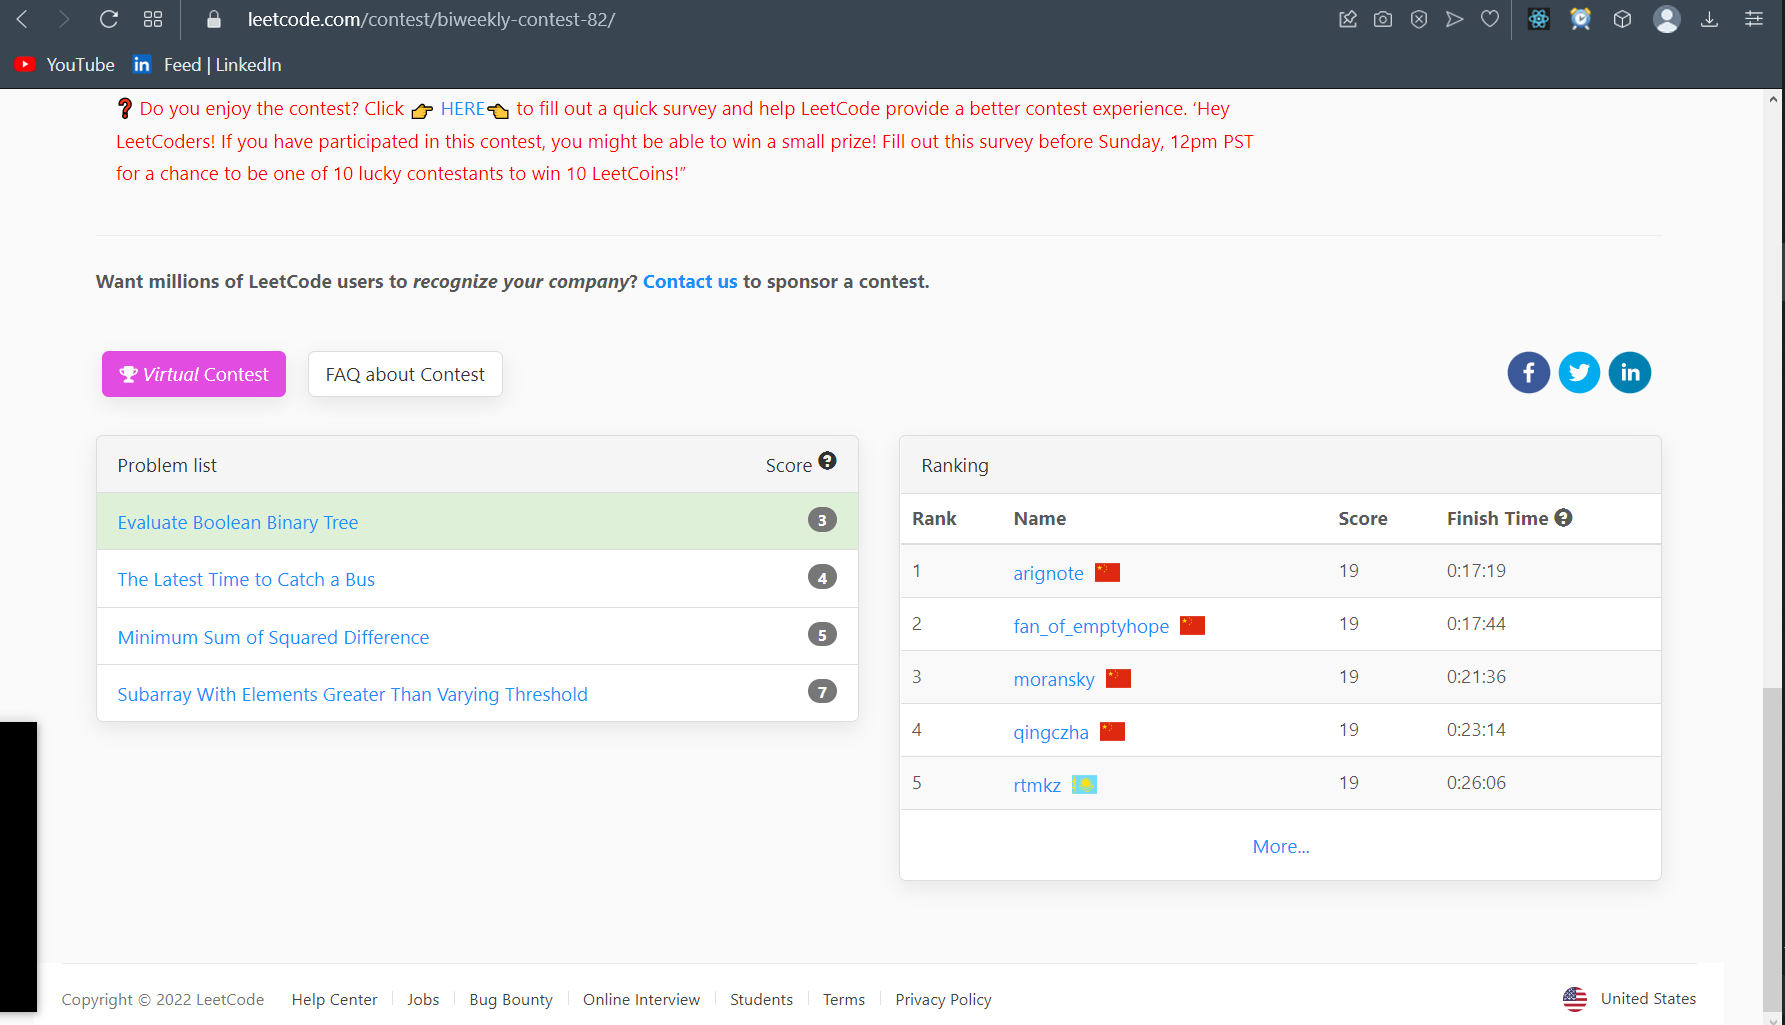 leetcode.com/contest/biweekly-contest-82/
YouTube Feed | LinkedIn
Do you enjoy the contest? Click HERE to fill out a quick survey and help LeetCode provide a better contest experience. ‘Hey
LeetCoders! If you have participated in this contest, you might be able to win a small prize! Fill out this survey before Sunday, 12pm PST
for a chance to be one of 10 lucky contestants to win 10 LeetCoins!”
Want millions of LeetCode users to recognize your company? Contact us to sponsor a contest.
Virtual Contest FAQ about Contest
Problem list Score
Evaluate Boolean Binary Tree 3
The Latest Time to Catch a Bus 4
Minimum Sum of Squared Difference 5
Subarray With Elements Greater Than Varying Threshold 7
Ranking
Rank Name Score Finish Time
1 arignote 19 0:17:19
2 fan_of_emptyhope 19 0:17:44
3 moransky 19 0:21:36
4 qingczha 19 0:23:14
5 rtmkz 19 0:26:06
More...
Copyright © 2022 LeetCode Help Center Jobs Bug Bounty Online Interview Students Terms Privacy Policy United States